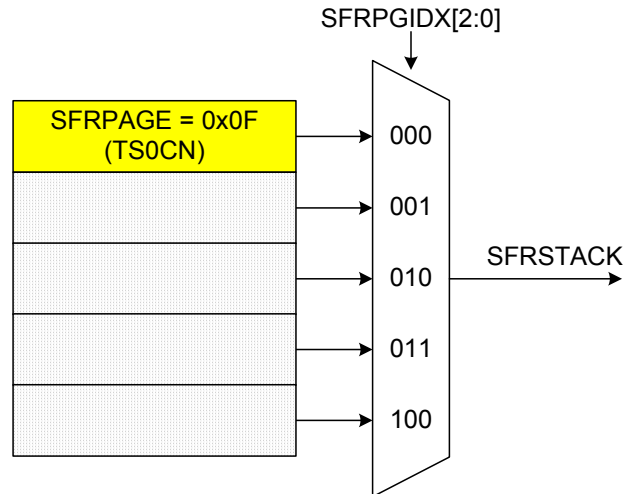 SFRPGIDX[2:0]
SFRPAGE = 0x0F
(TS0CN)
000
001
010
SFRSTACK
011
100